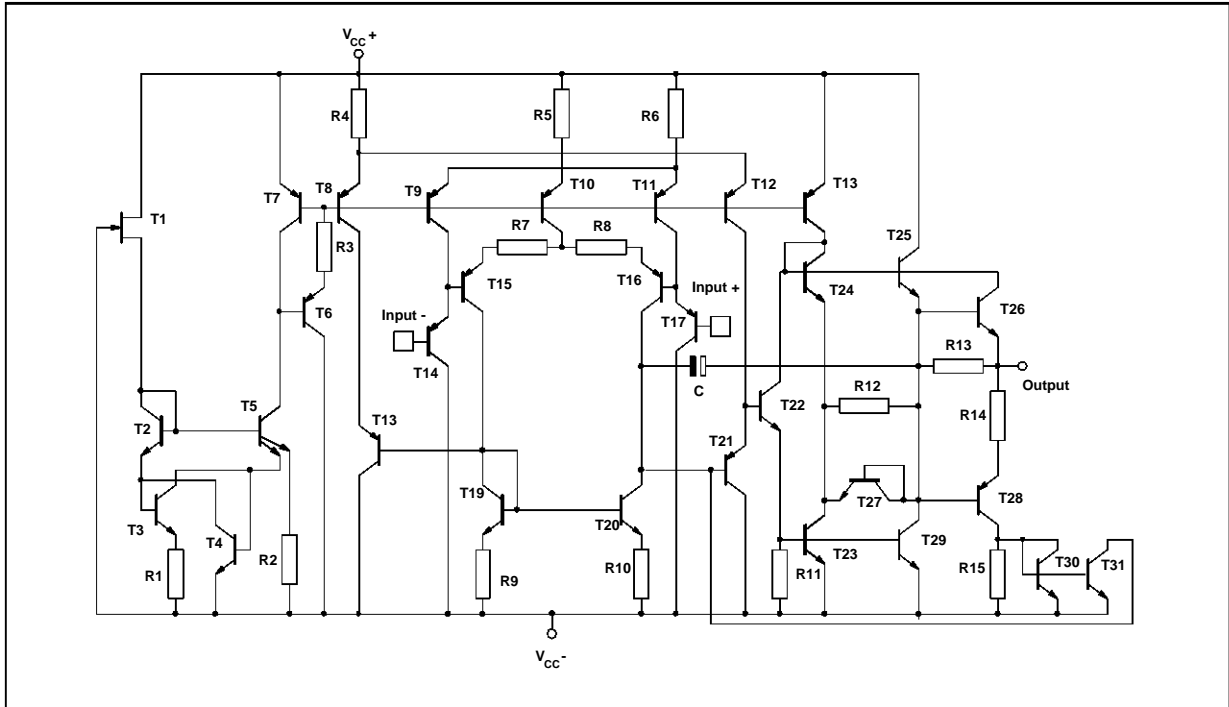 V CC +
R4
R5
R6
T7
T8
T9
T10
T11
T12
T13
T1
R3
R7
R8
T25
T15
T16
Input +
T24
T6
Input -
T17
T26
T14
R13
C
Output
T5
T2
T13
T22
R12
R14
T21
T19
T27
T28
T3
T4
T20
T23
T29
T30
T31
R1
R2
R9
R10
R11
R15
V CC -